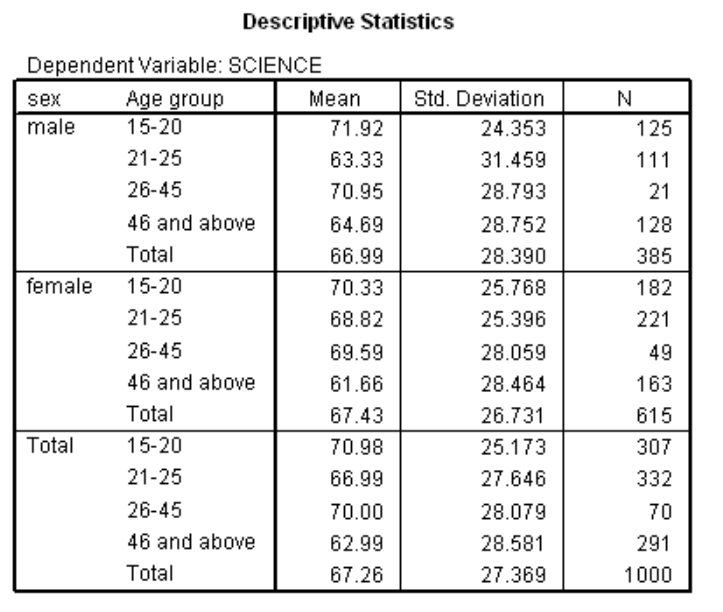 Descriptive Statistics
Dependent Variable: SCIENCE
sex Age group Mean Std. Deviation N
male 15-20 71.92 24.353 125
21-25 63.33 31.459 111
26-45 70.95 28.793 21
46 and above 64.69 28.752 128
Total 66.99 28.390 385
female 15-20 70.33 25.768 182
21-25 68.82 25.396 221
26-45 69.59 28.059 49
46 and above 61.66 28.464 163
Total 67.43 26.731 615
Total 15-20 70.98 25.173 307
21-25 66.99 27.646 332
26-45 70.00 28.079 70
46 and above 62.99 28.581 291
Total 67.26 27.369 1000